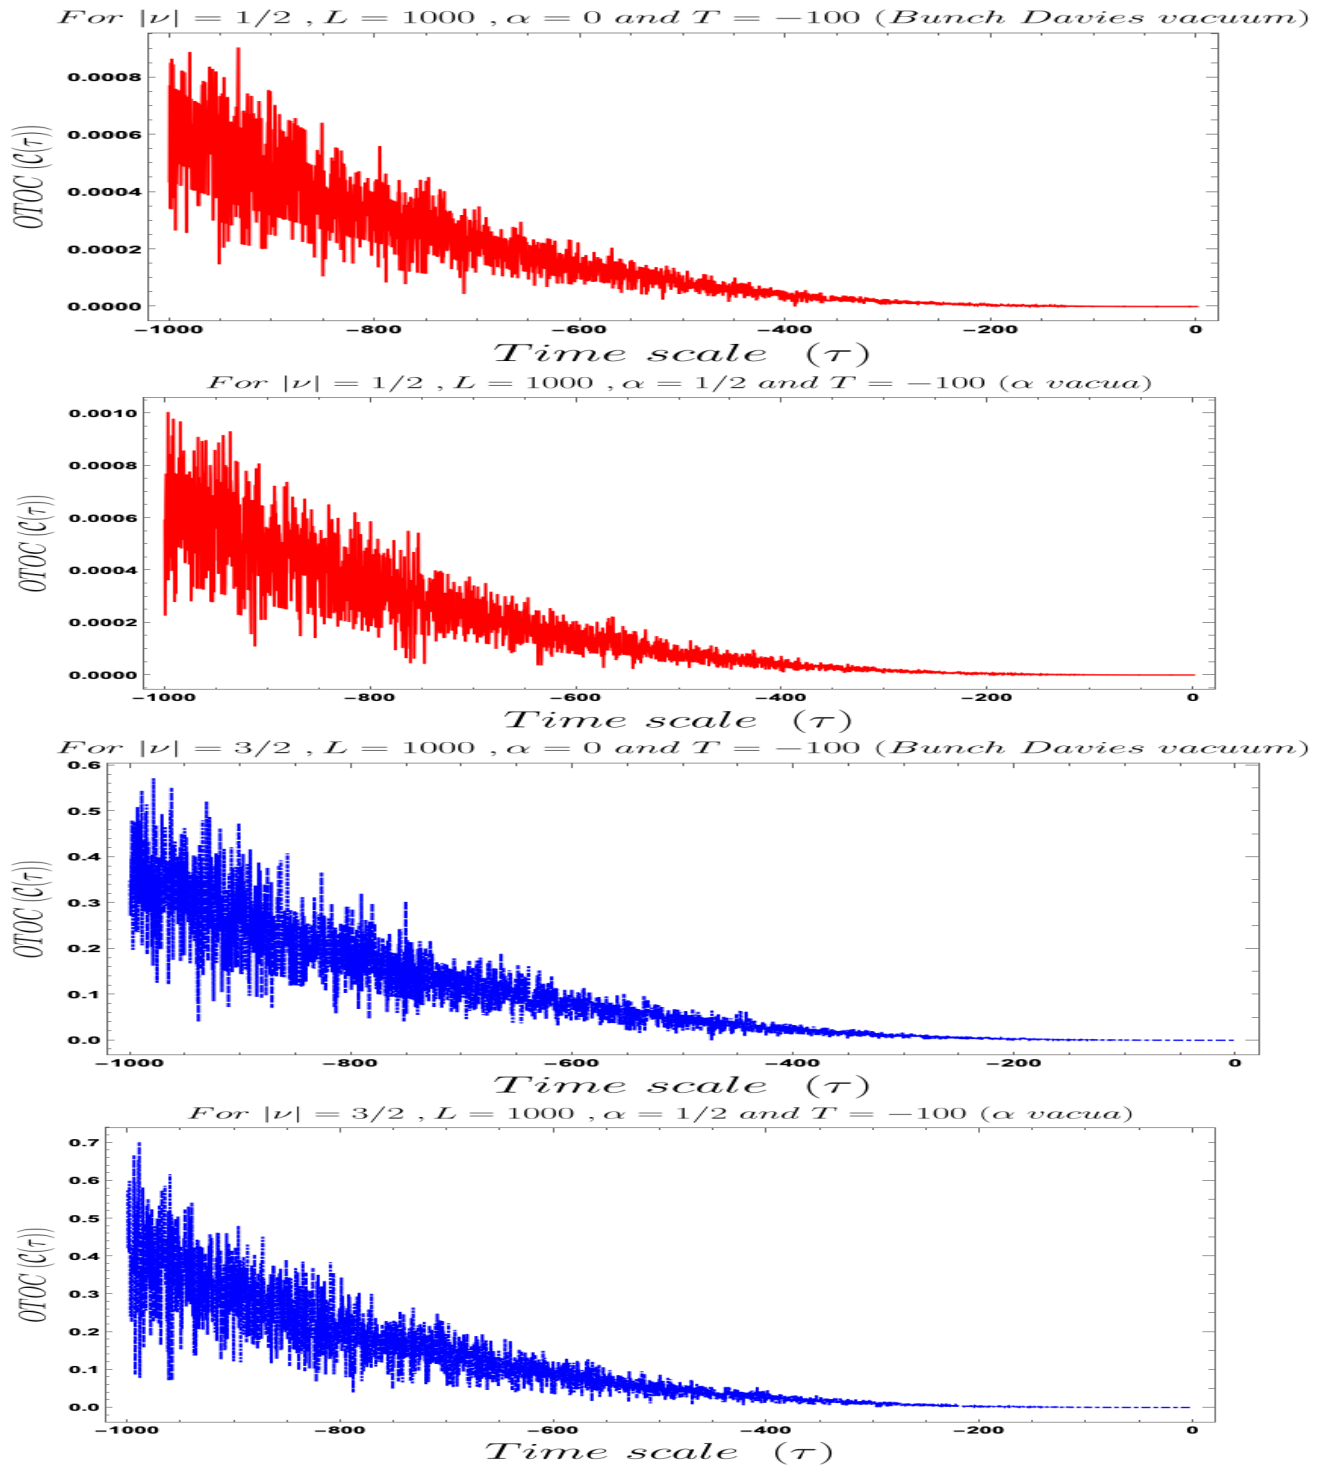 For |ν| = 1/2 , L = 1000 , α = 0 and T = −100 (Bunch Davies vacuum)
0.0008
0.0006
0.0004
0.0002
0.0000
OTOC (C(τ))
−1000 −800 −600 −400 −200 0
Time scale (τ)
For |ν| = 1/2 , L = 1000 , α = 1/2 and T = −100 (α vacua)
0.0010
0.0008
0.0006
0.0004
0.0002
0.0000
OTOC (C(τ))
−1000 −800 −600 −400 −200 0
Time scale (τ)
For |ν| = 3/2 , L = 1000 , α = 0 and T = −100 (Bunch Davies vacuum)
0.6
0.5
0.4
0.3
0.2
0.1
0.0
OTOC (C(τ))
−1000 −800 −600 −400 −200 0
Time scale (τ)
For |ν| = 3/2 , L = 1000 , α = 1/2 and T = −100 (α vacua)
0.7
0.6
0.5
0.4
0.3
0.2
0.1
0.0
OTOC (C(τ))
−1000 −800 −600 −400 −200 0
Time scale (τ)